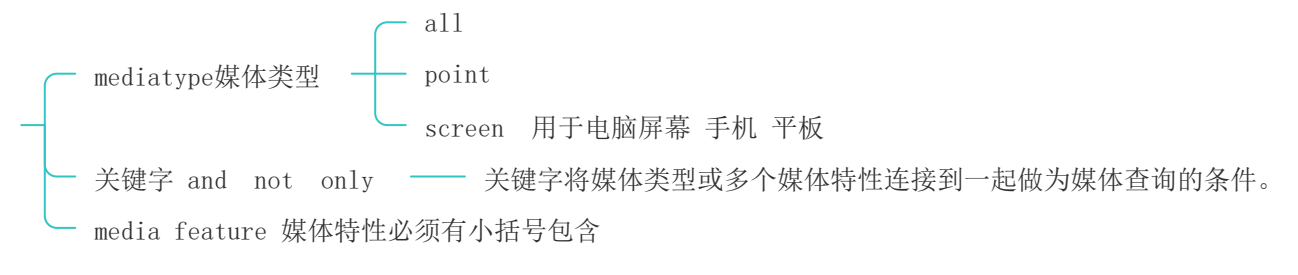 all
mediatype媒体类型
point
screen 用于电脑屏幕 手机 平板
关键字 and not only
关键字将媒体类型或多个媒体特性连接到一起做为媒体查询的条件。
media feature 媒体特性必须有小括号包含